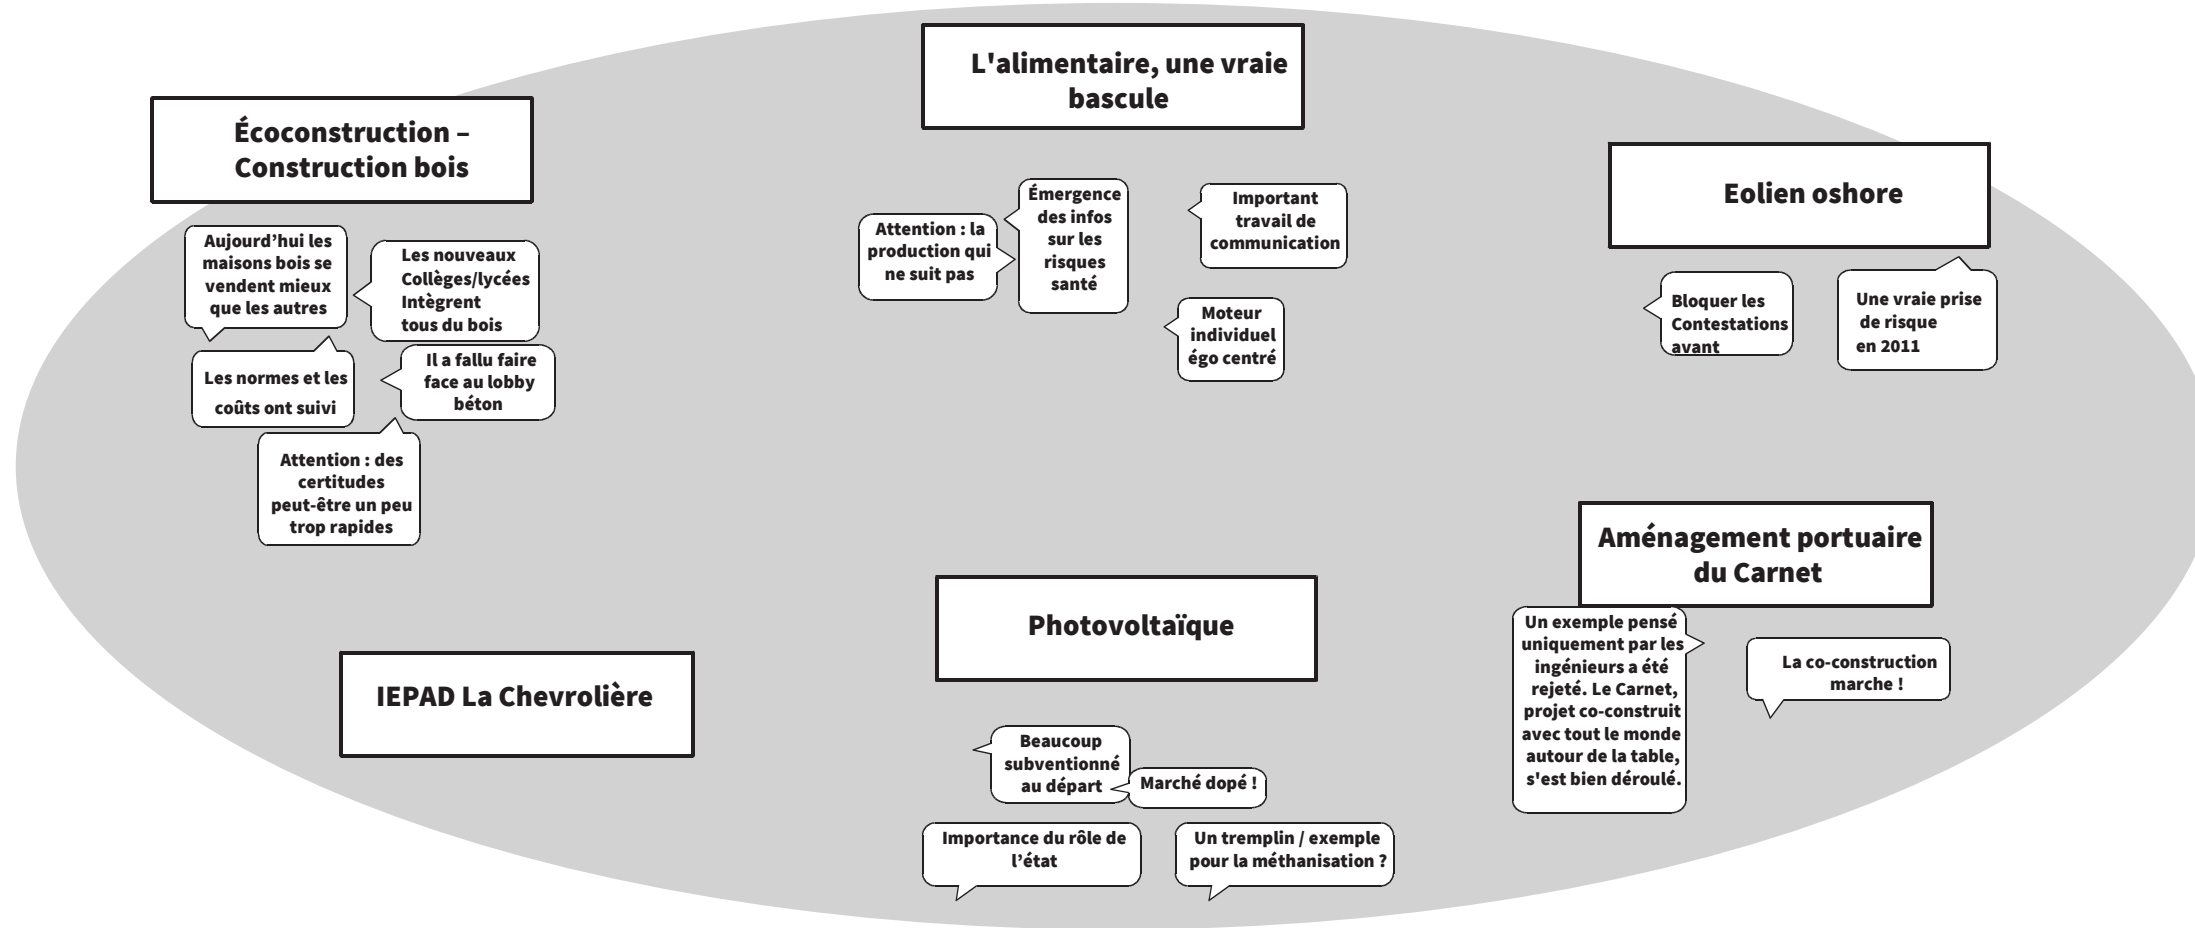 L'alimentaire, une vraie
bascule
Écoconstruction –
Construction bois
Eolien oshore
Aujourd’hui les
maisons bois se
vendent mieux
que les autres
Les nouveaux
Collèges/lycées
Intègrent
tous du bois
Les normes et les
coûts ont suivi
Il a fallu faire
face au lobby
béton
Attention : des
certitudes
peut-être un peu
trop rapides
Attention : la
production qui
ne suit pas
Émergence
des infos
sur les
risques
santé
Important
travail de
communication
Moteur
individuel
égo centré
Bloquer les
Contestations
avant
Une vraie prise
de risque
en 2011
Aménagement portuaire
du Carnet
Un exemple pensé
uniquement par les
ingénieurs a été
rejeté. Le Carnet,
projet co-construit
avec tout le monde
autour de la table,
s'est bien déroulé.
La co-construction
marche !
IEPAD La Chevrolière
Photovoltaïque
Beaucoup
subventionné
au départ
Marché dopé !
Importance du rôle de
l’état
Un tremplin / exemple
pour la méthanisation ?